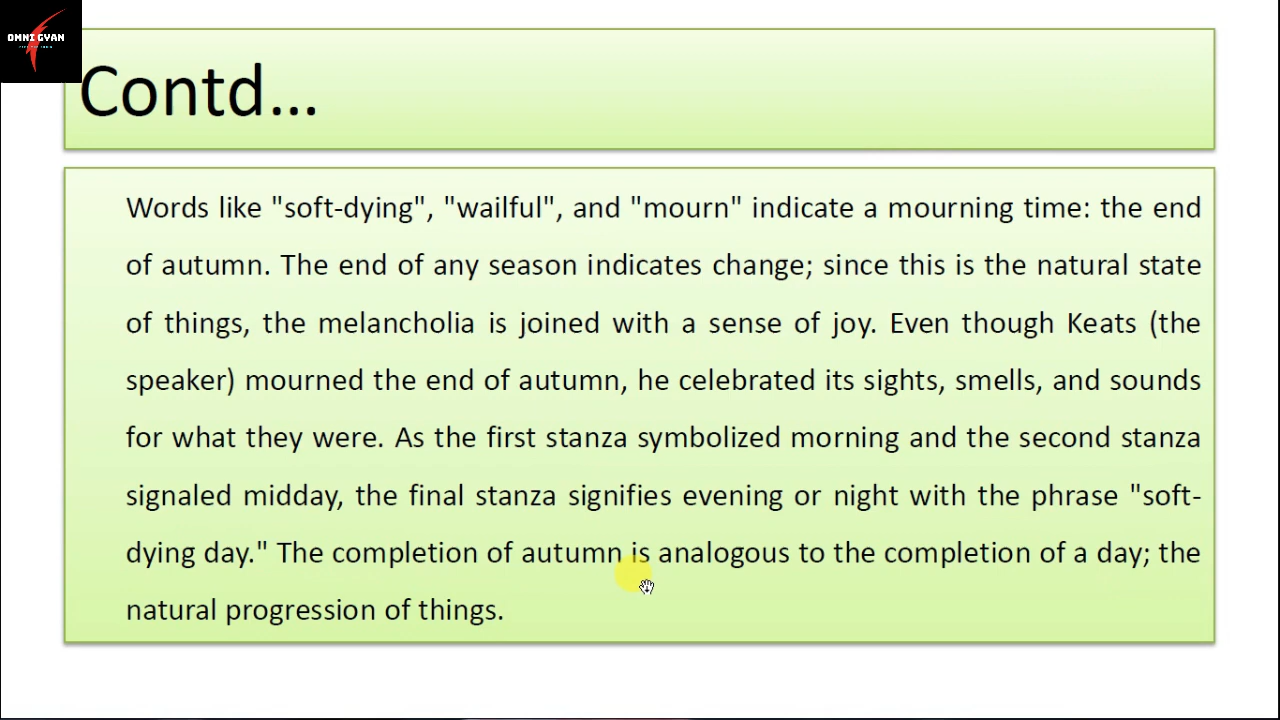 OMNI GYAN
Contd...
Words like "soft-dying", "wailful", and "mourn" indicate a mourning time: the end
of autumn. The end of any season indicates change; since this is the natural state
of things, the melancholia is joined with a sense of joy. Even though Keats (the
speaker) mourned the end of autumn, he celebrated its sights, smells, and sounds
for what they were. As the first stanza symbolized morning and the second stanza
signaled midday, the final stanza signifies evening or night with the phrase "soft-
dying day." The completion of autumn is analogous to the completion of a day; the
natural progression of things.